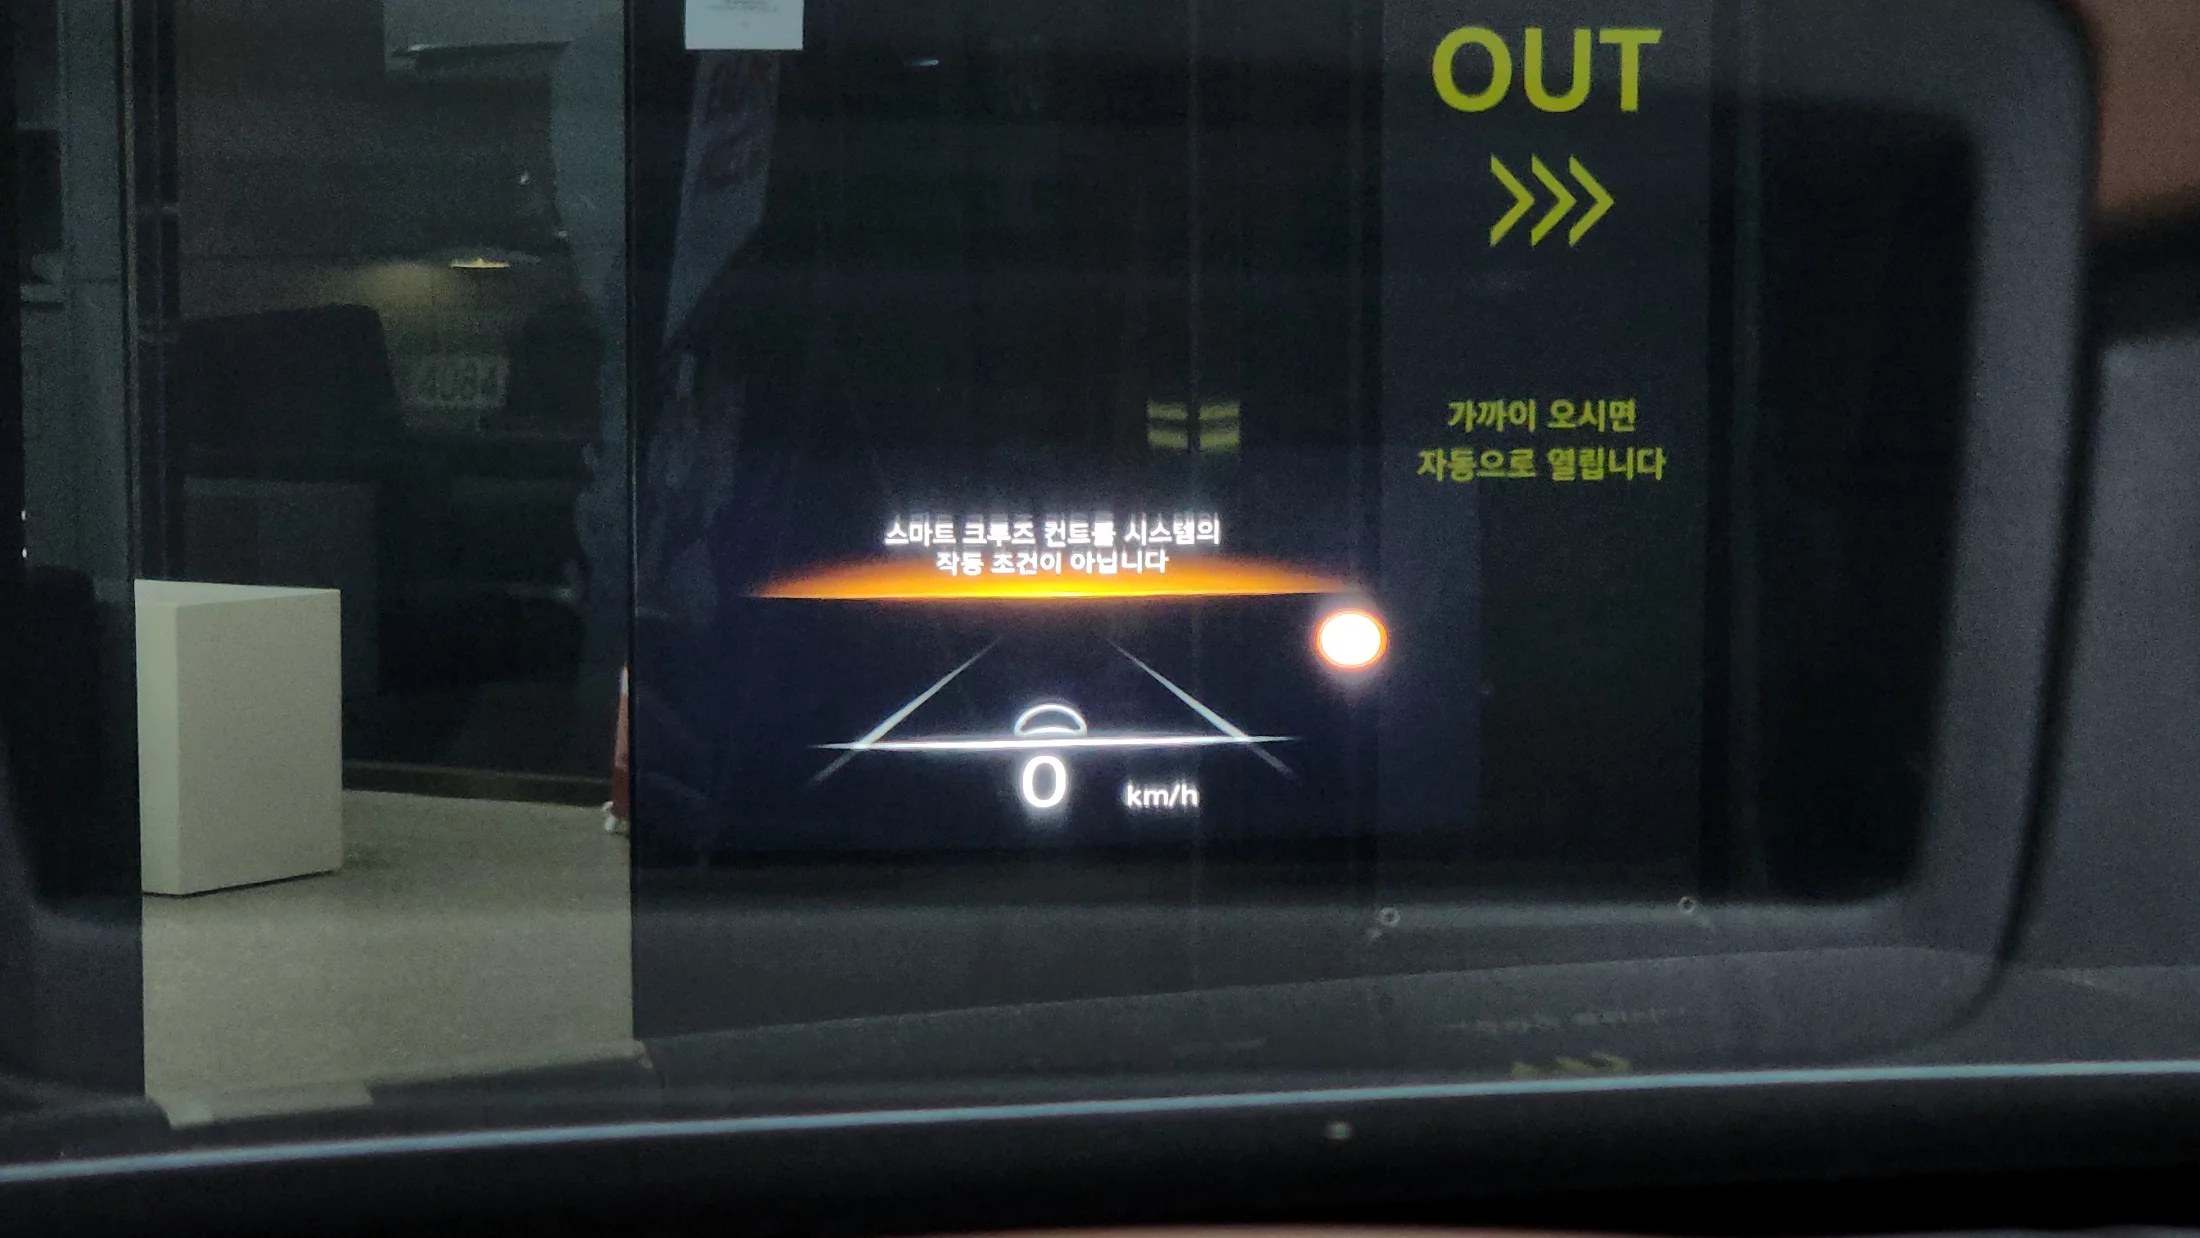 OUT
가까이 오시면
자동으로 열립니다
스마트 크루즈 컨트롤 시스템의
작동 조건이 아닙니다
0 km/h